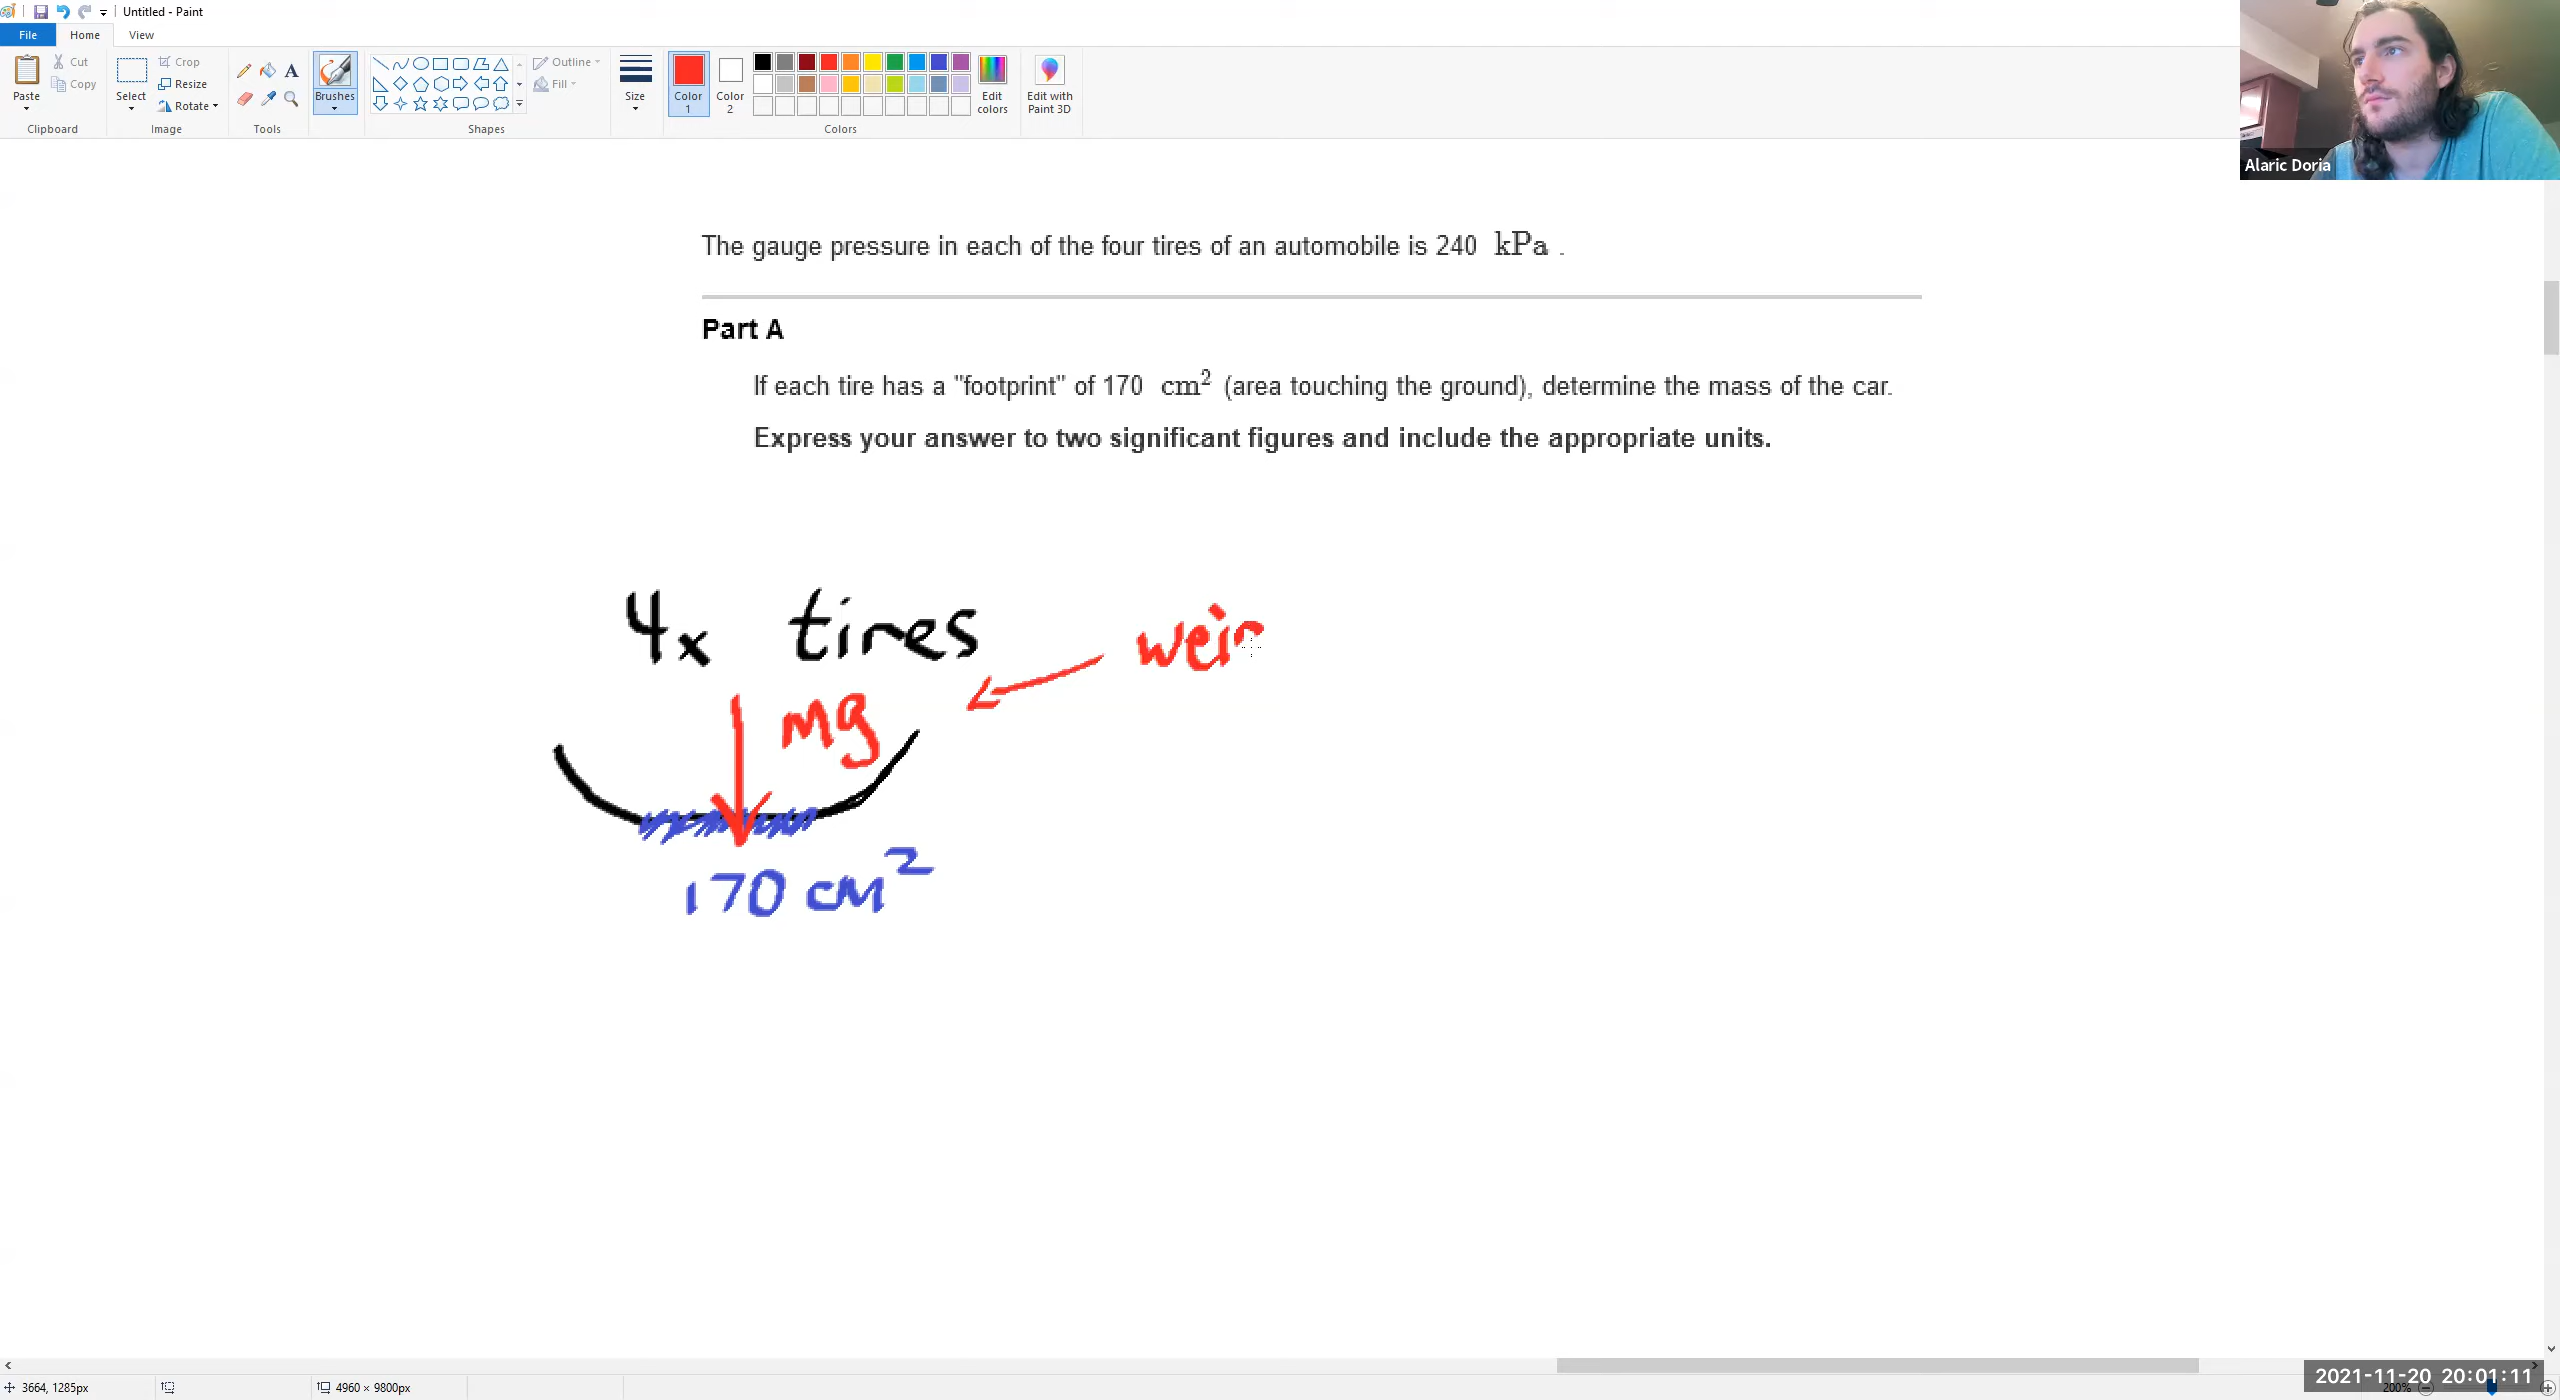 Untitled - Paint
File Home View
Paste
Cut
Copy
Clipboard
Select
Crop
Resize
Rotate
Image
A
Tools
Brushes
Outline
Fill
Shapes
Size
Color 1
Color 2
Edit colors
Colors
Edit with Paint 3D
Alaric Doria
The gauge pressure in each of the four tires of an automobile is 240 kPa .
Part A
If each tire has a "footprint" of 170 cm² (area touching the ground), determine the mass of the car.
Express your answer to two significant figures and include the appropriate units.
4x tires
mg
170 cm²
3664, 1285px
4960 × 9800px
200%
2021-11-20 20:01:11